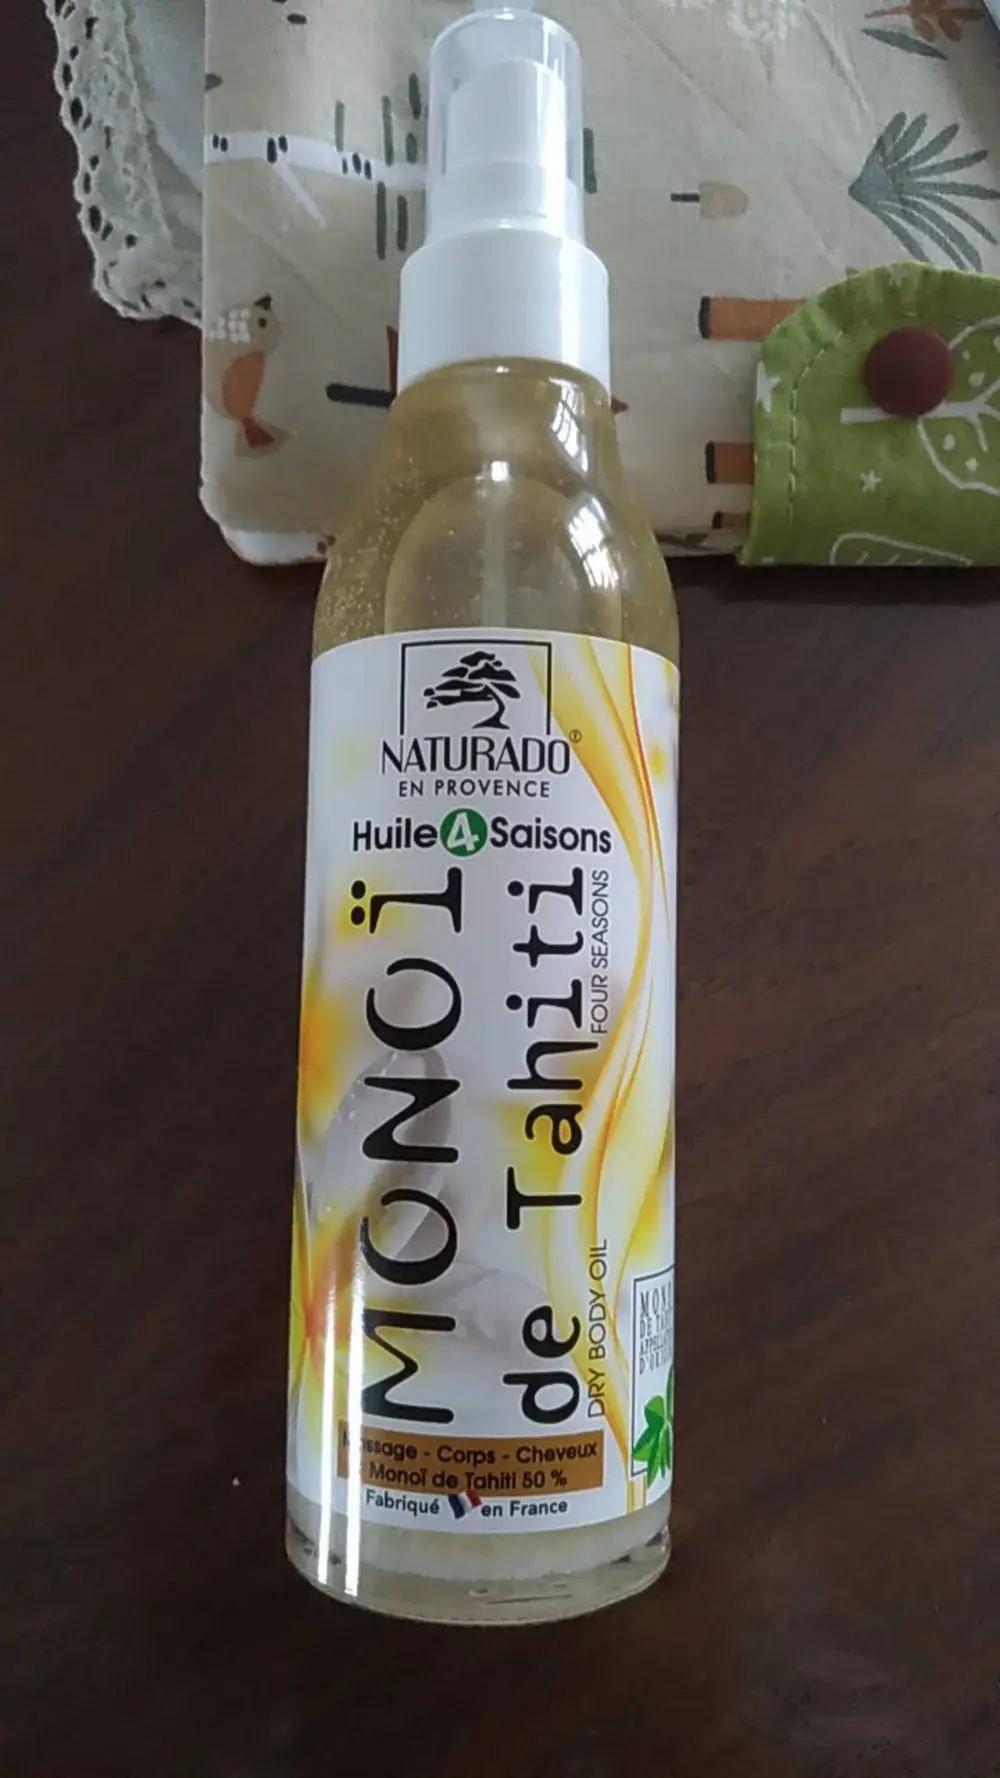 NATURADO®
EN PROVENCE
Huile 4 Saisons
MONOÏ
de Tahiti
DRY BODY OIL FOUR SEASONS
Massage - Corps - Cheveux
Monoï de Tahiti 50 %
Fabriqué en France